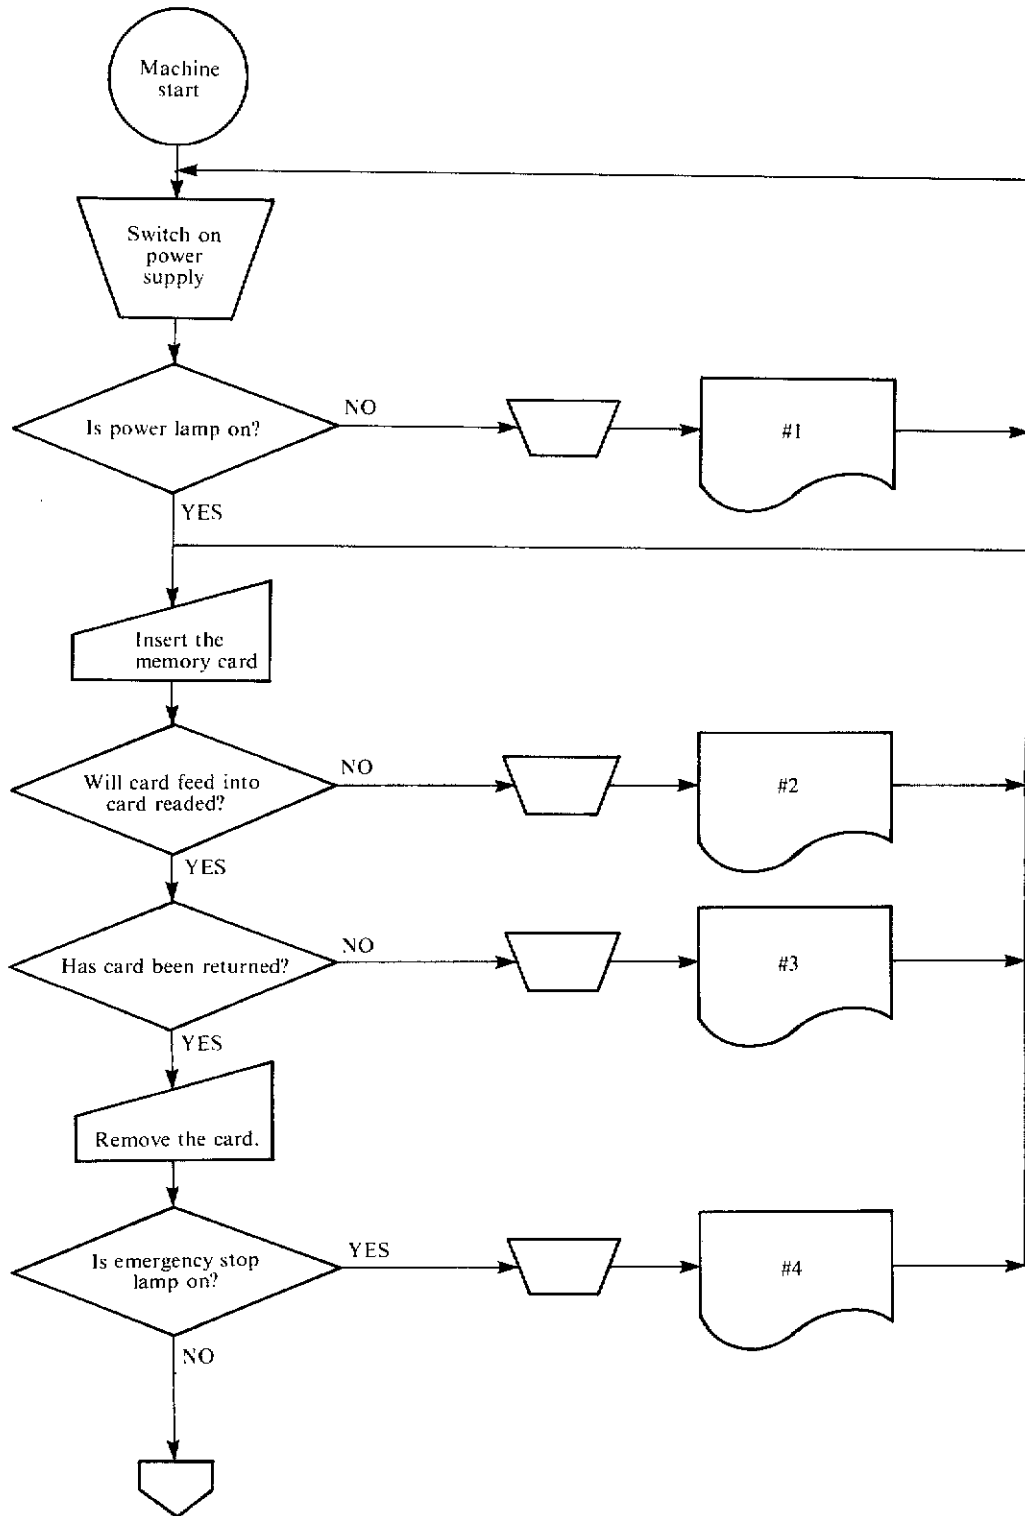 Machine
start
Switch on
power
supply
Is power lamp on?
NO
#1
YES
Insert the
memory card
Will card feed into
card readed?
NO
#2
YES
Has card been returned?
NO
#3
YES
Remove the card.
Is emergency stop
lamp on?
YES
#4
NO